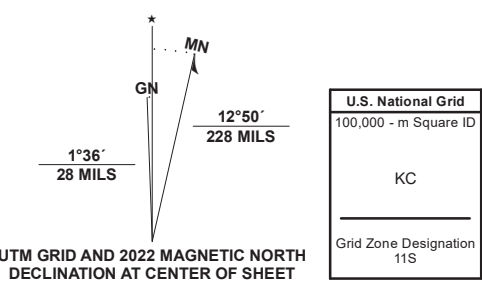 MN
GN
12°50´
228 MILS
1°36´
28 MILS
UTM GRID AND 2022 MAGNETIC NORTH
DECLINATION AT CENTER OF SHEET
U.S. National Grid
100,000 - m Square ID
KC
Grid Zone Designation
11S